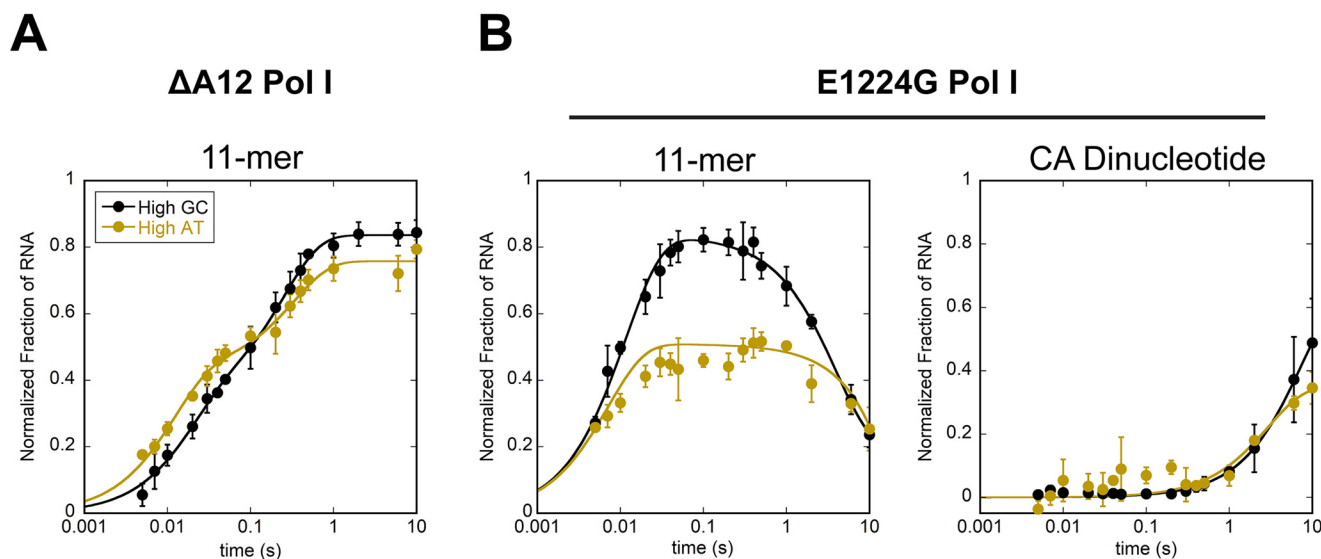 A
ΔA12 Pol I
11-mer
Normalized Fraction of RNA
1
0.8
0.6
0.4
0.2
0
High GC
High AT
0.001
0.01
0.1
1
10
time (s)
B
E1224G Pol I
11-mer
Normalized Fraction of RNA
1
0.8
0.6
0.4
0.2
0
0.001
0.01
0.1
1
10
time (s)
CA Dinucleotide
Normalized Fraction of RNA
1
0.8
0.6
0.4
0.2
0
0.001
0.01
0.1
1
10
time (s)